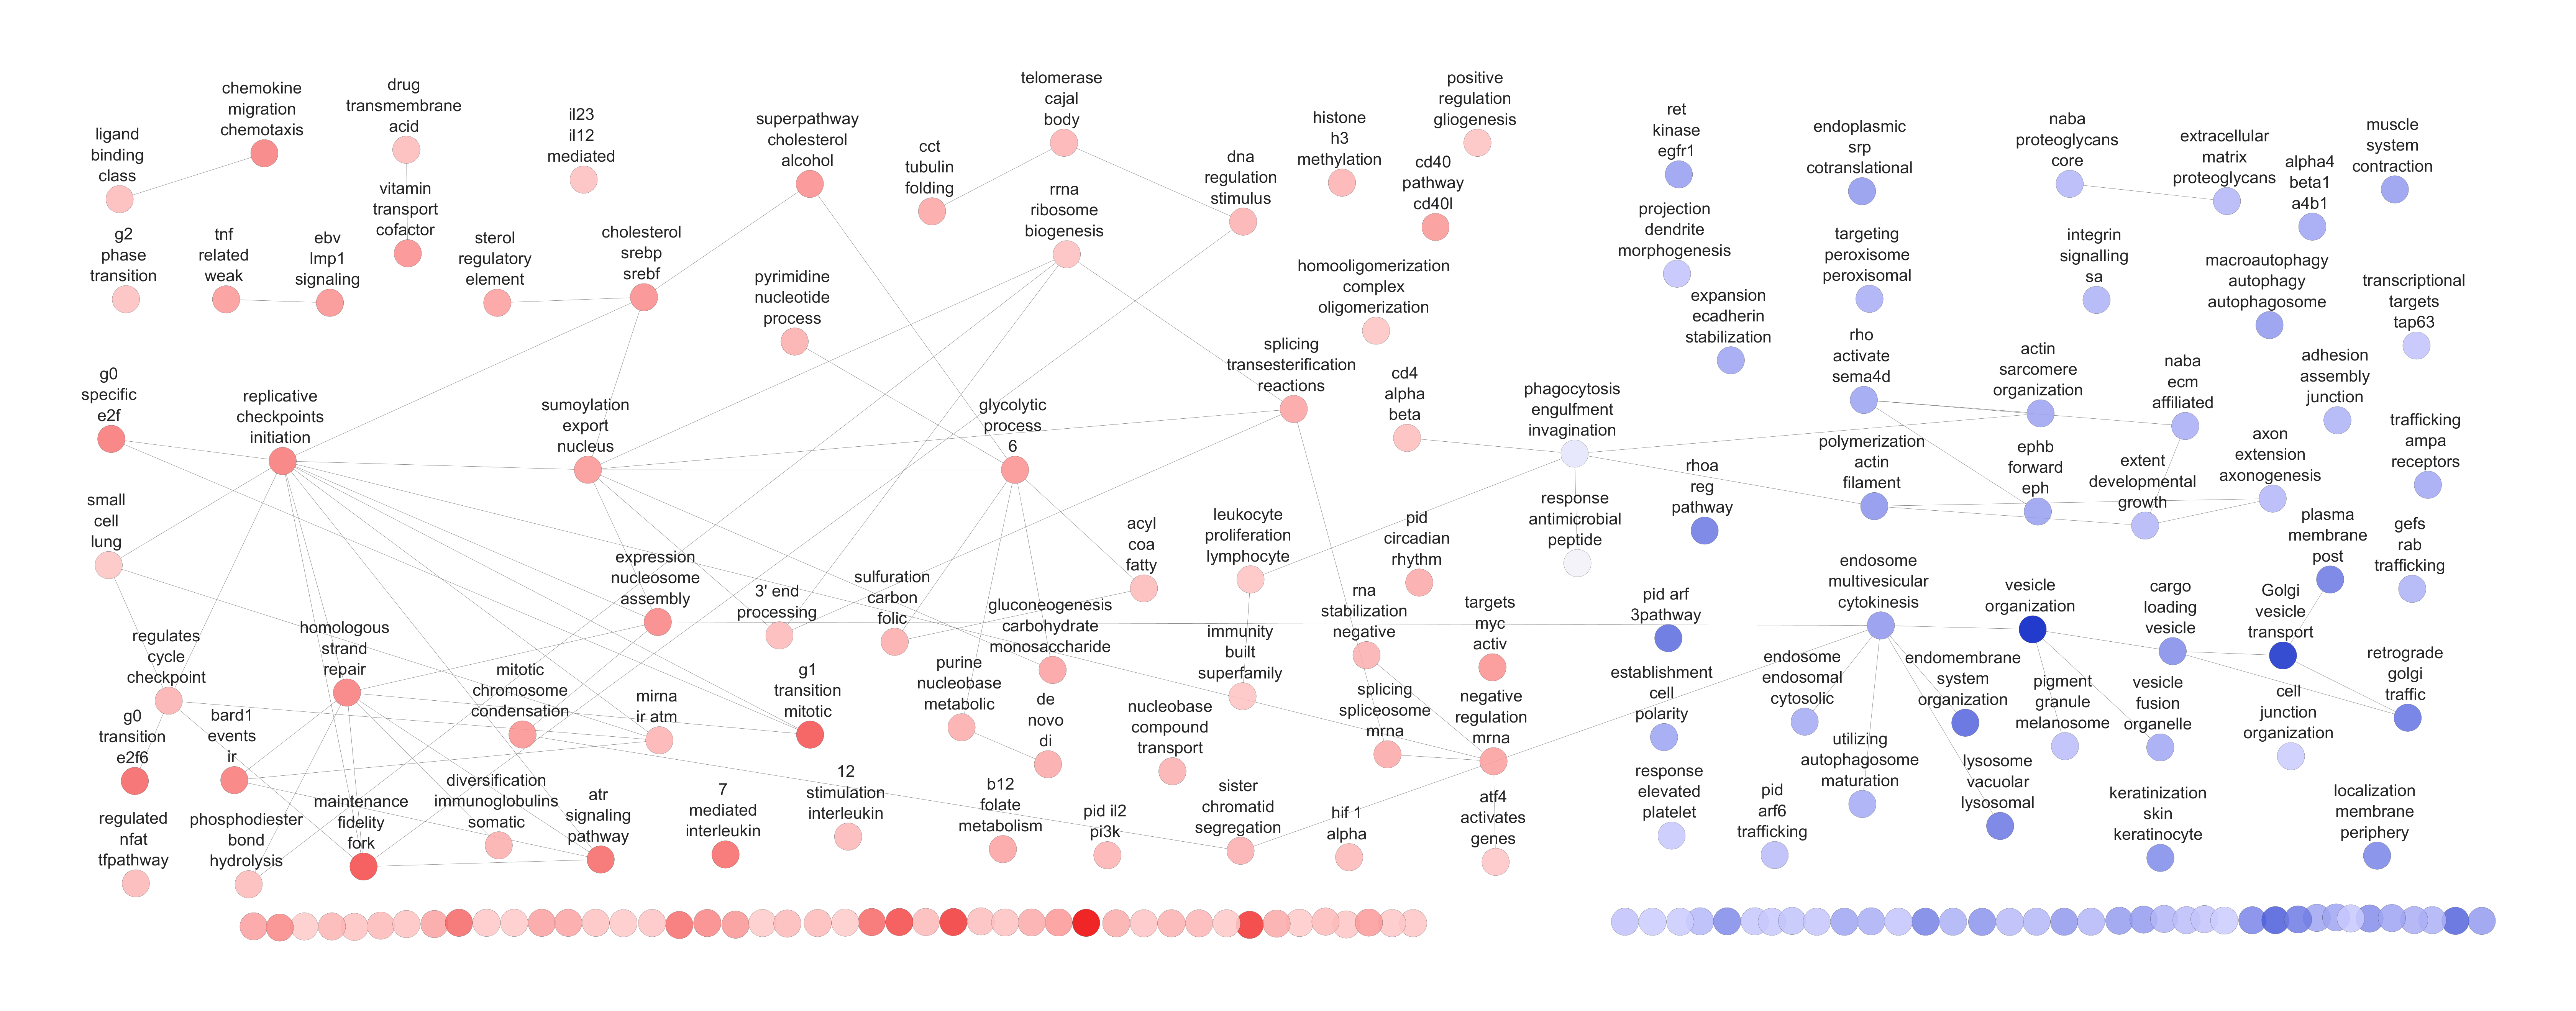 chemokine
migration
chemotaxis
drug
transmembrane
acid
ligand
binding
class
il23
il12
mediated
superpathway
cholesterol
alcohol
cct
tubulin
folding
telomerase
cajal
body
dna
regulation
stimulus
histone
h3
methylation
positive
regulation
gliogenesis
cd40
pathway
cd40l
ret
kinase
egfr1
endoplasmic
srp
cotranslational
naba
proteoglycans
core
extracellular
matrix
proteoglycans
alpha4
beta1
a4b1
muscle
system
contraction
g2
phase
transition
tnf
related
weak
ebv
lmp1
signaling
vitamin
transport
cofactor
sterol
regulatory
element
cholesterol
srebp
srebf
pyrimidine
nucleotide
process
rrna
ribosome
biogenesis
homooligomerization
complex
oligomerization
projection
dendrite
morphogenesis
expansion
ecadherin
stabilization
targeting
peroxisome
peroxisomal
integrin
signalling
sa
macroautophagy
autophagy
autophagosome
transcriptional
targets
tap63
g0
specific
e2f
replicative
checkpoints
initiation
sumoylation
export
nucleus
glycolytic
process
6
splicing
transesterification
reactions
cd4
alpha
beta
phagocytosis
engulfment
invagination
rho
activate
sema4d
actin
sarcomere
organization
naba
ecm
affiliated
adhesion
assembly
junction
trafficking
ampa
receptors
polymerization
actin
filament
ephb
forward
eph
extent
developmental
growth
axon
extension
axonogenesis
small
cell
lung
expression
nucleosome
assembly
3' end
processing
sulfuration
carbon
folic
acyl
coa
fatty
leukocyte
proliferation
lymphocyte
pid
circadian
rhythm
response
antimicrobial
peptide
rhoa
reg
pathway
endosome
multivesicular
cytokinesis
vesicle
organization
cargo
loading
vesicle
plasma
membrane
post
Golgi
vesicle
transport
gefs
rab
trafficking
regulates
cycle
checkpoint
homologous
strand
repair
mitotic
chromosome
condensation
mirna
ir atm
g1
transition
mitotic
purine
nucleobase
metabolic
gluconeogenesis
carbohydrate
monosaccharide
de
novo
di
immunity
built
superfamily
rna
stabilization
negative
targets
myc
activ
pid arf
3pathway
establishment
cell
polarity
endosome
endosomal
cytosolic
endomembrane
system
organization
pigment
granule
melanosome
vesicle
fusion
organelle
cell
junction
organization
retrograde
golgi
traffic
g0
transition
e2f6
bard1
events
ir
nucleobase
compound
transport
splicing
spliceosome
mrna
negative
regulation
mrna
utilizing
autophagosome
maturation
lysosome
vacuolar
lysosomal
regulated
nfat
tfpathway
phosphodiester
bond
hydrolysis
maintenance
fidelity
fork
diversification
immunoglobulins
somatic
atr
signaling
pathway
7
mediated
interleukin
12
stimulation
interleukin
b12
folate
metabolism
pid il2
pi3k
sister
chromatid
segregation
hif 1
alpha
atf4
activates
genes
response
elevated
platelet
pid
arf6
trafficking
keratinization
skin
keratinocyte
localization
membrane
periphery